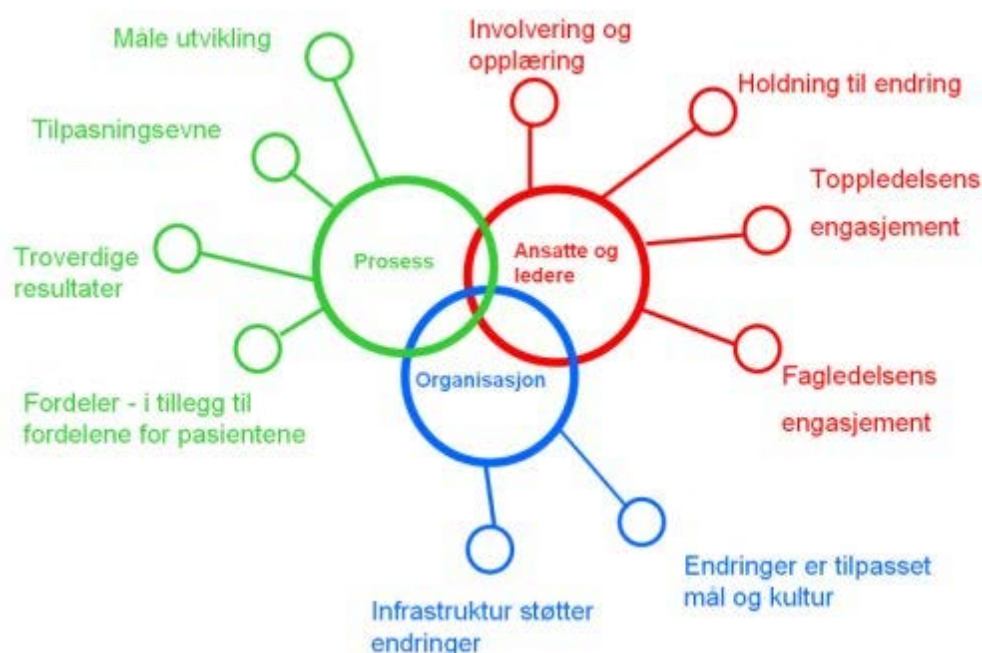 Måle utvikling
Tilpasningsevne
Troverdige
resultater
Fordeler - i tillegg til
fordelene for pasientene
Prosess
Involvering og
opplæring
Holdning til endring
Toppledelsens
engasjement
Fagledelsens
engasjement
Ansatte og
ledere
Organisasjon
Infrastruktur støtter
endringer
Endringer er tilpasset
mål og kultur